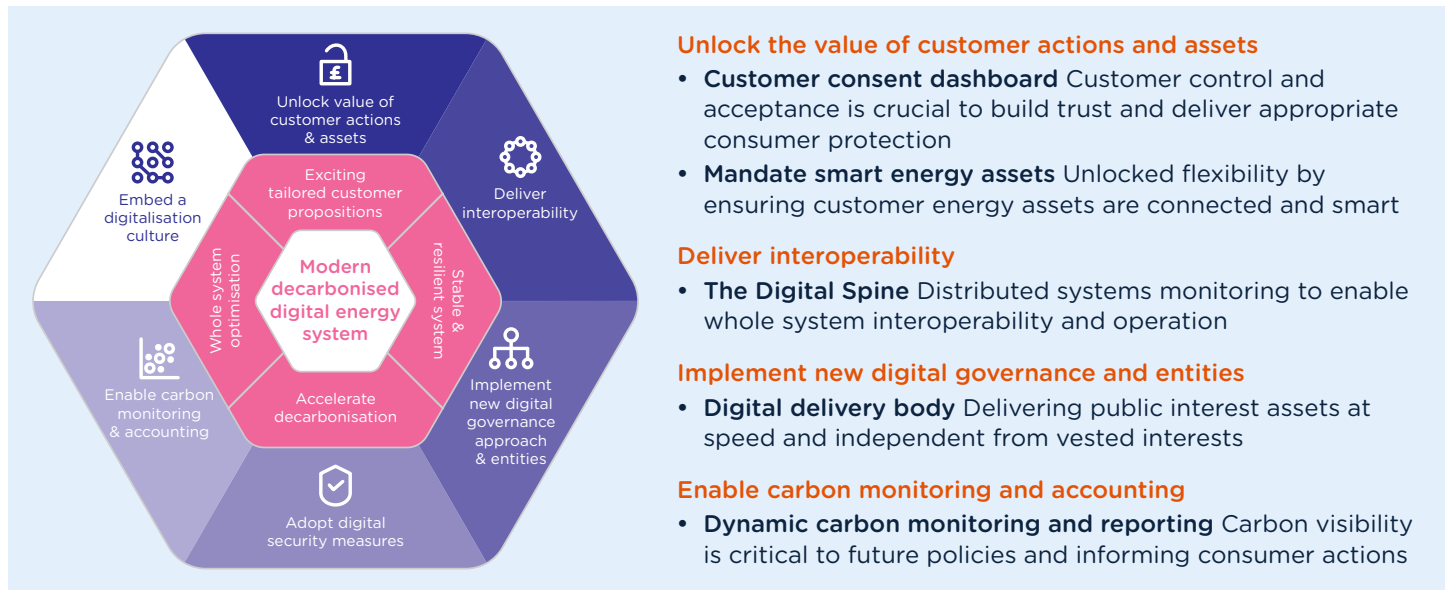 £
Unlock value of
customer actions
& assets
Deliver
interoperability
Implement
new digital
governance
approach
& entities
Adopt digital
security measures
Enable carbon
monitoring
& accounting
Embed a
digitalisation
culture
Exciting
tailored customer
propositions
Stable &
resilient system
Accelerate
decarbonisation
Whole system
optimisation
Modern
decarbonised
digital energy
system
Unlock the value of customer actions and assets
• Customer consent dashboard Customer control and
acceptance is crucial to build trust and deliver appropriate
consumer protection
• Mandate smart energy assets Unlocked flexibility by
ensuring customer energy assets are connected and smart
Deliver interoperability
• The Digital Spine Distributed systems monitoring to enable
whole system interoperability and operation
Implement new digital governance and entities
• Digital delivery body Delivering public interest assets at
speed and independent from vested interests
Enable carbon monitoring and accounting
• Dynamic carbon monitoring and reporting Carbon visibility
is critical to future policies and informing consumer actions